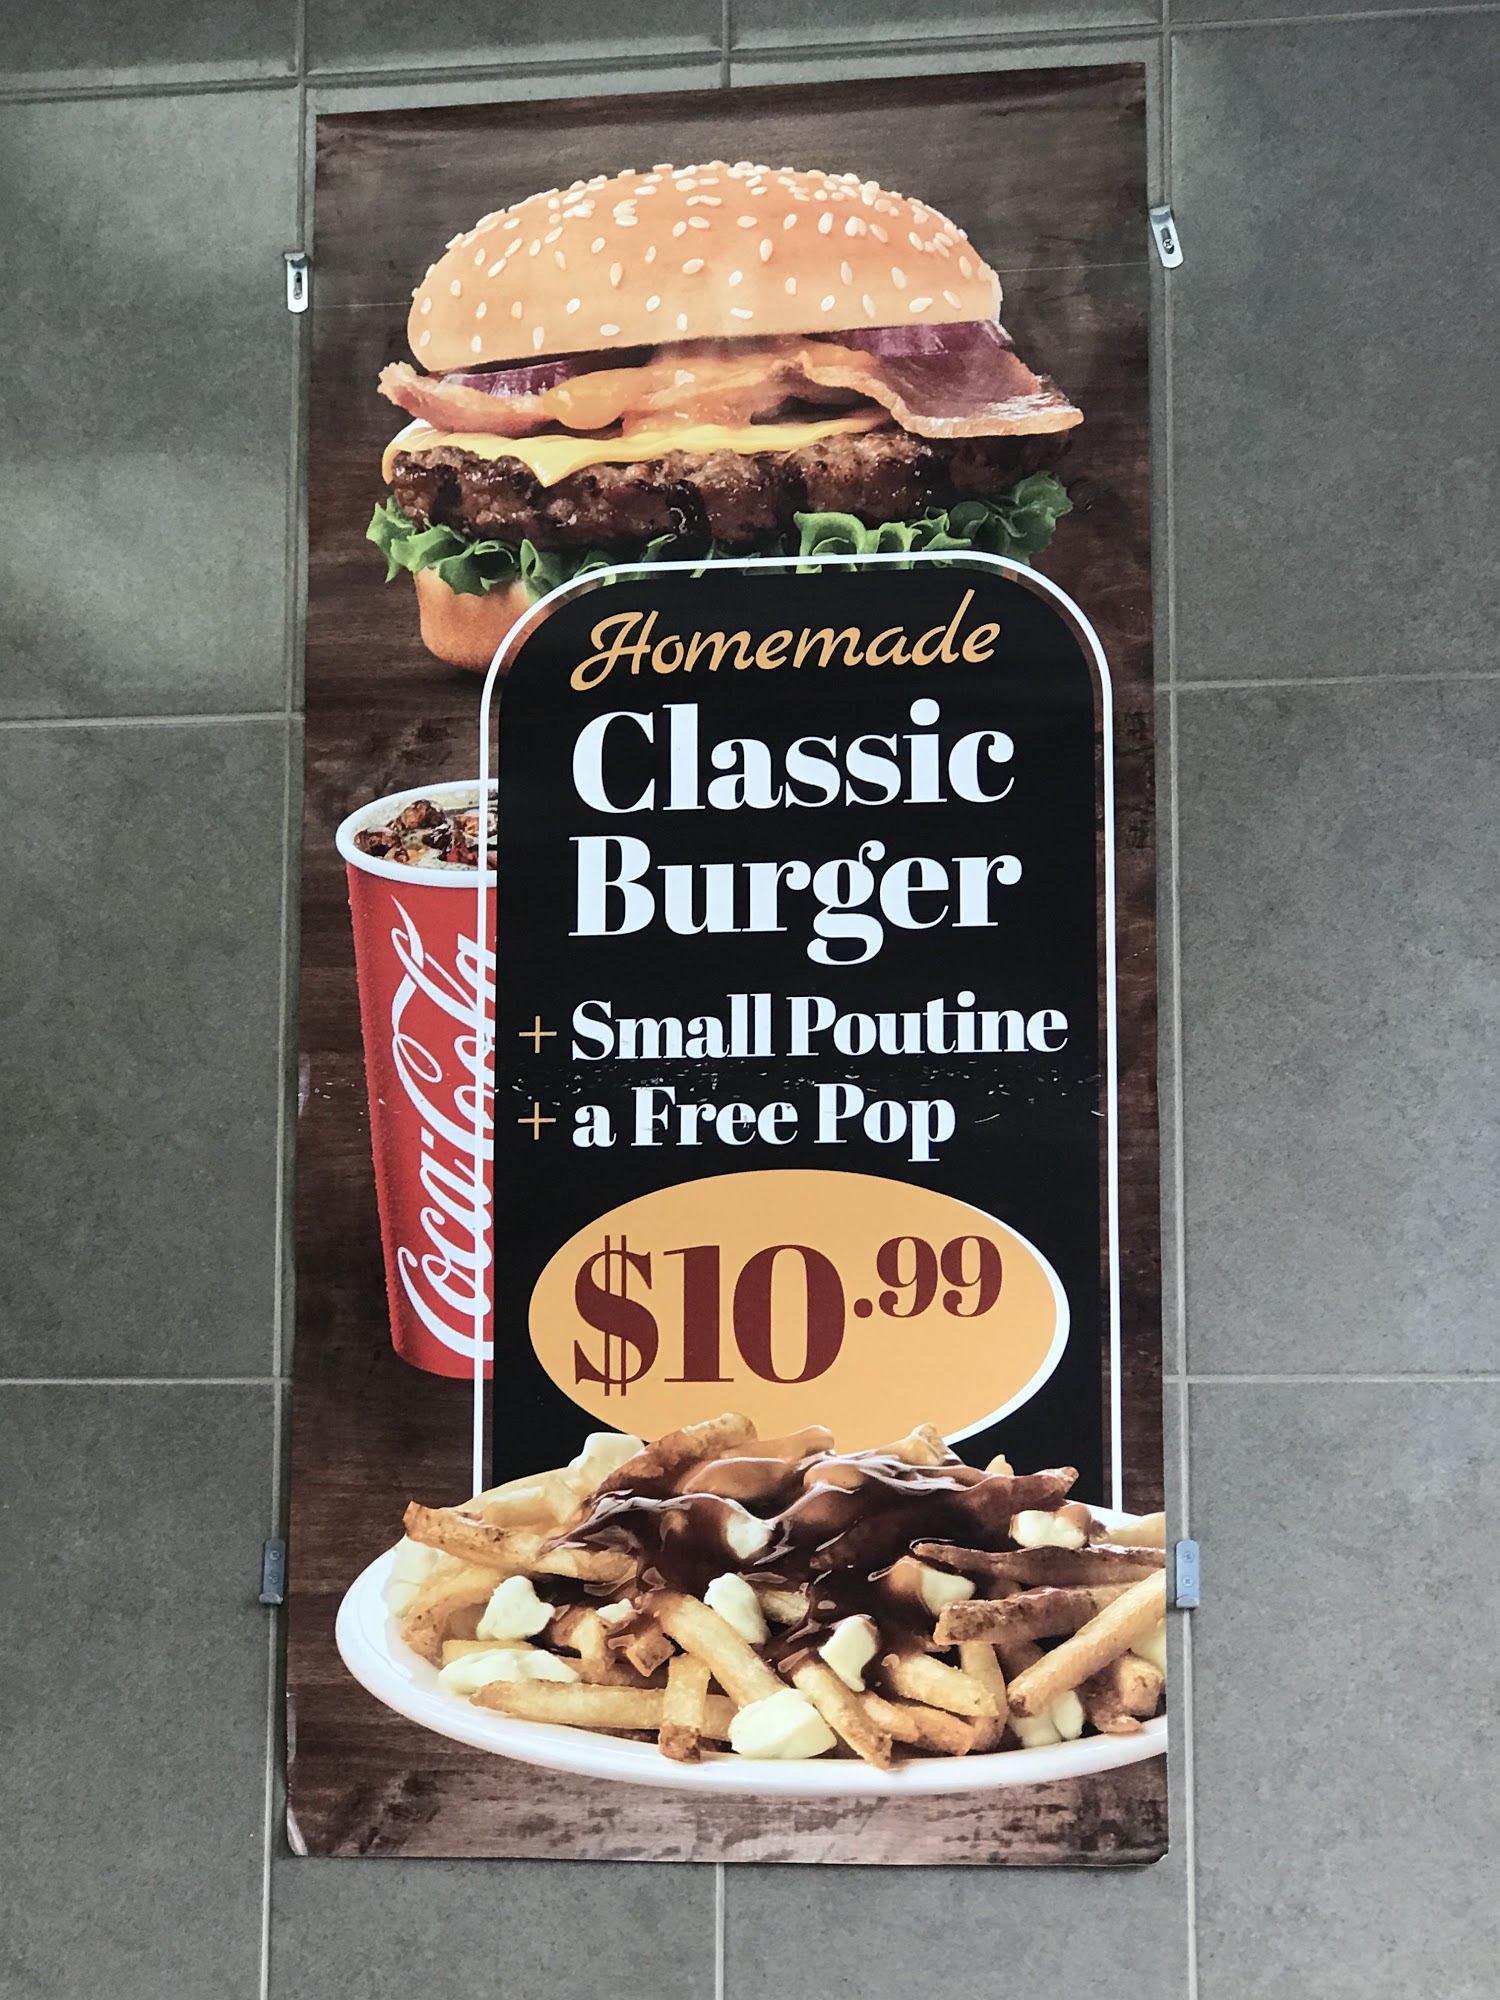 Homemade
Classic
Burger
+ Small Poutine
+ a Free Pop
$10.99
Coca-Cola